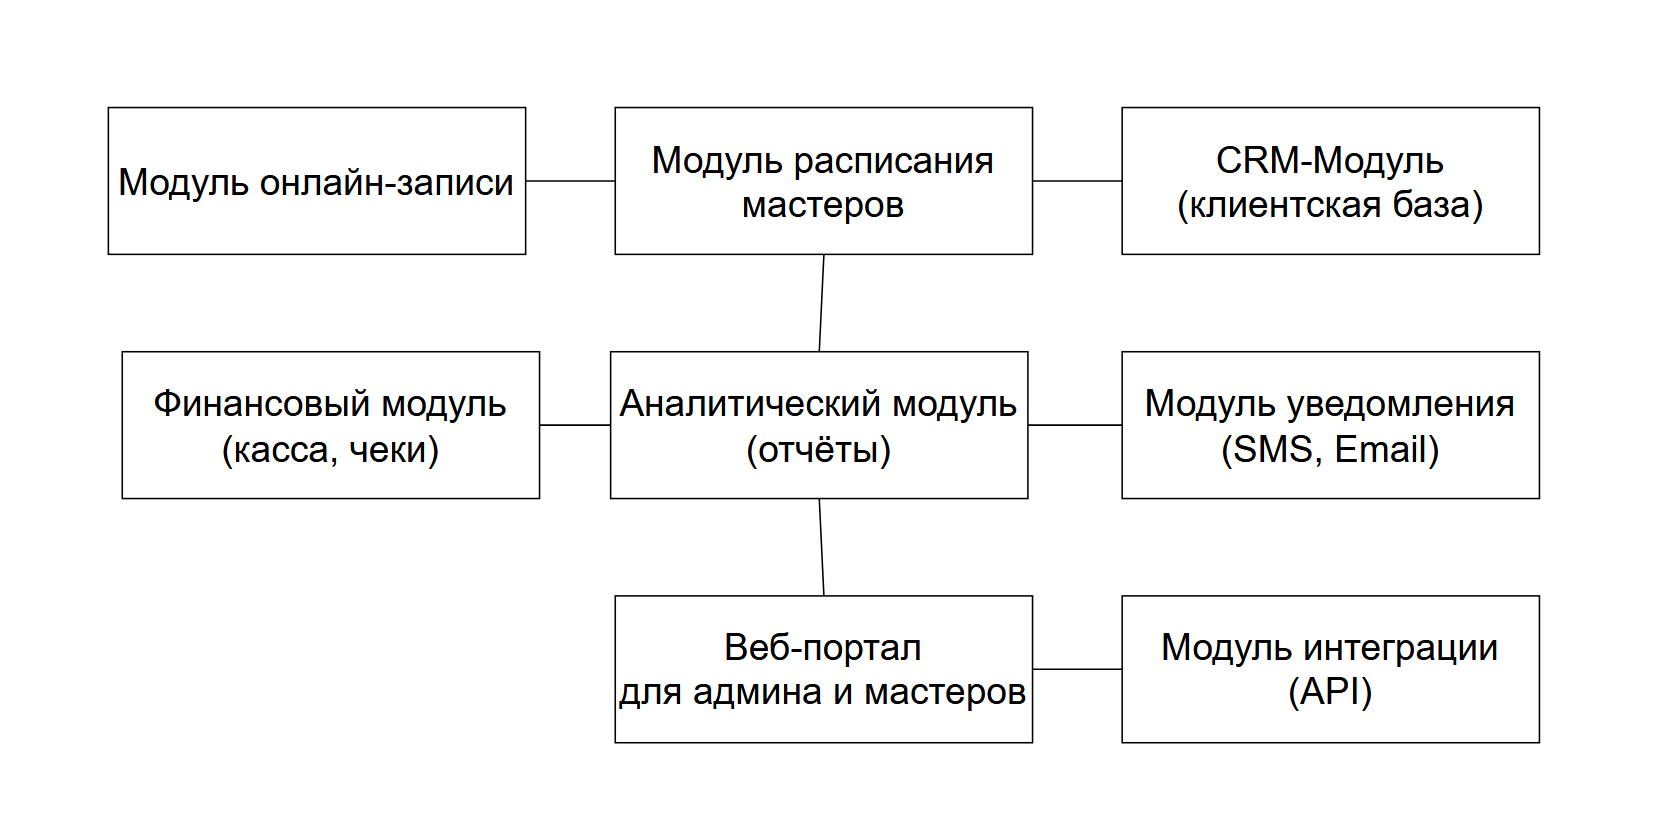 Модуль онлайн-записи
Модуль расписания
мастеров
CRM-Модуль
(клиентская база)
Финансовый модуль
(касса, чеки)
Аналитический модуль
(отчёты)
Модуль уведомления
(SMS, Email)
Веб-портал
для админа и мастеров
Модуль интеграции
(API)